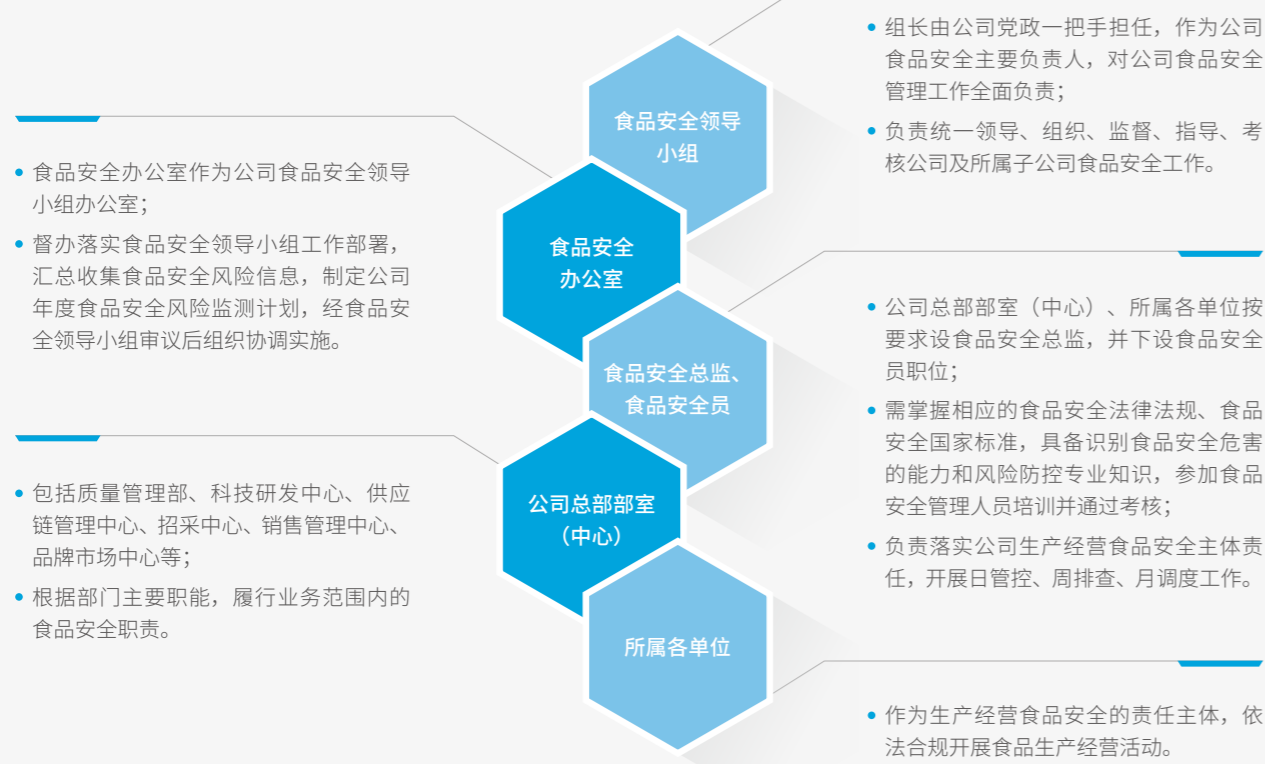 食品安全领导
小组
组长由公司党政一把手担任，作为公司
食品安全主要负责人，对公司食品安全
管理工作全面负责；
负责统一领导、组织、监督、指导、考
核公司及所属子公司食品安全工作。
食品安全
办公室
食品安全办公室作为公司食品安全领导
小组办公室；
督办落实食品安全领导小组工作部署，
汇总收集食品安全风险信息，制定公司
年度食品安全风险监测计划，经食品安
全领导小组审议后组织协调实施。
食品安全总监、
食品安全员
公司总部部室（中心）、所属各单位按
要求设食品安全总监，并下设食品安全
员职位；
需掌握相应的食品安全法律法规、食品
安全国家标准，具备识别食品安全危害
的能力和风险防控专业知识，参加食品
安全管理人员培训并通过考核；
负责落实公司生产经营食品安全主体责
任，开展日管控、周排查、月调度工作。
公司总部部室
（中心）
包括质量管理部、科技研发中心、供应
链管理中心、招采中心、销售管理中心、
品牌市场中心等；
根据部门主要职能，履行业务范围内的
食品安全职责。
所属各单位
作为生产经营食品安全的责任主体，依
法合规开展食品生产经营活动。